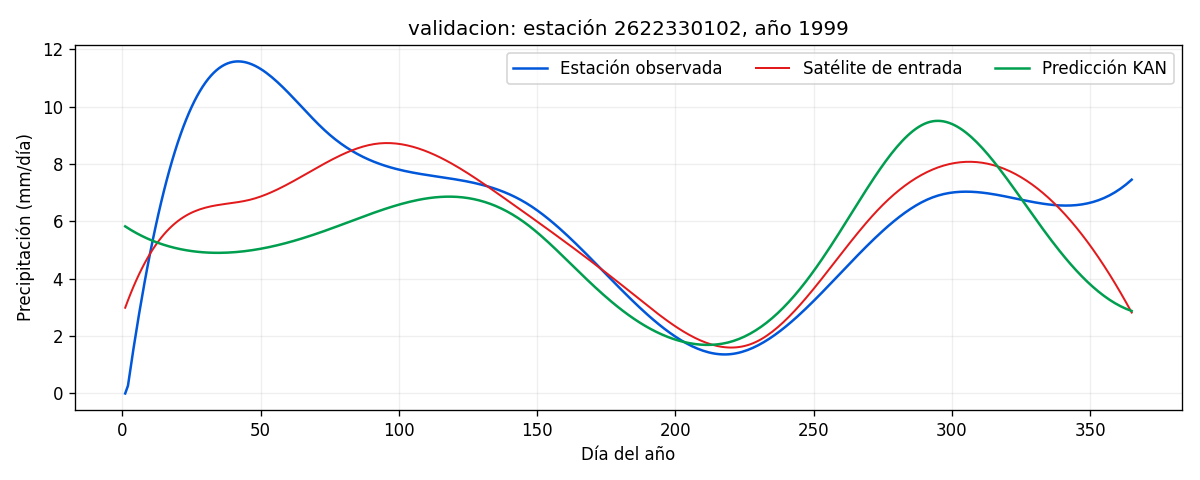 validacion: estación 2622330102, año 1999
Estación observada
Satélite de entrada
Predicción KAN
Precipitación (mm/día)
12
10
8
6
4
2
0
0 50 100 150 200 250 300 350
Día del año